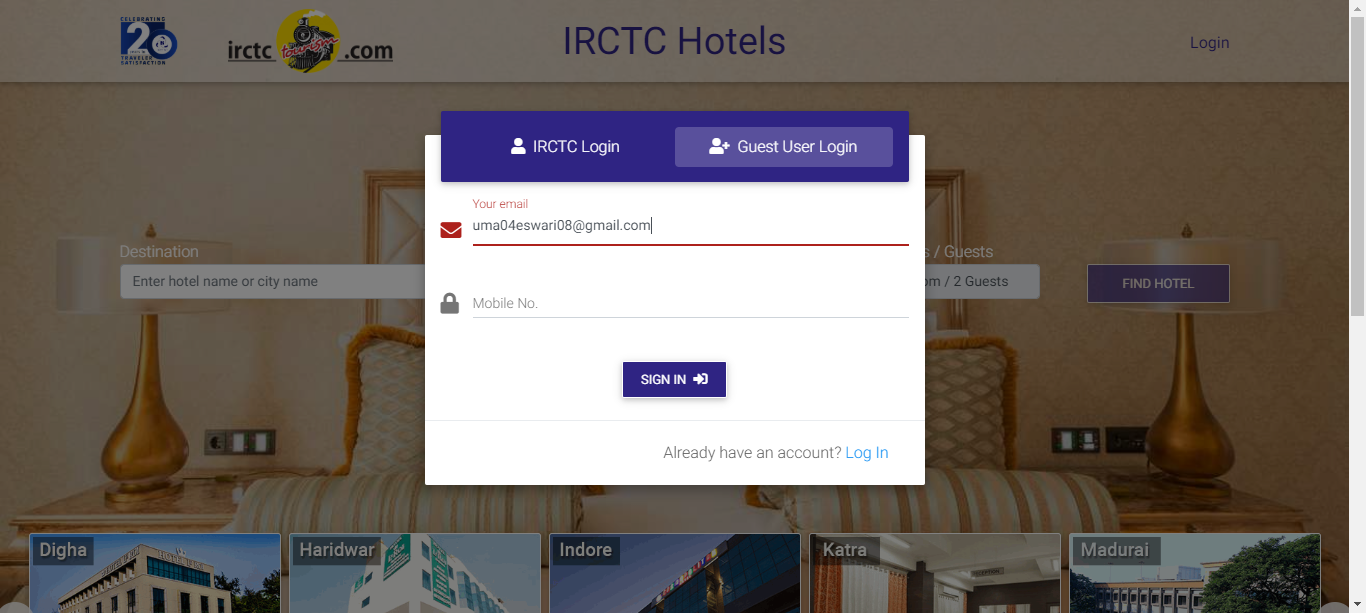 CELEBRATING
20
TRAVELER
SATISFACTION
irctc tourism .com
IRCTC Hotels
Login
IRCTC Login
Guest User Login
Your email
uma04eswari08@gmail.com
Mobile No.
SIGN IN
Already have an account? Log In
Destination
Enter hotel name or city name
s / Guests
om / 2 Guests
FIND HOTEL
Digha
Haridwar
Indore
Katra
Madurai